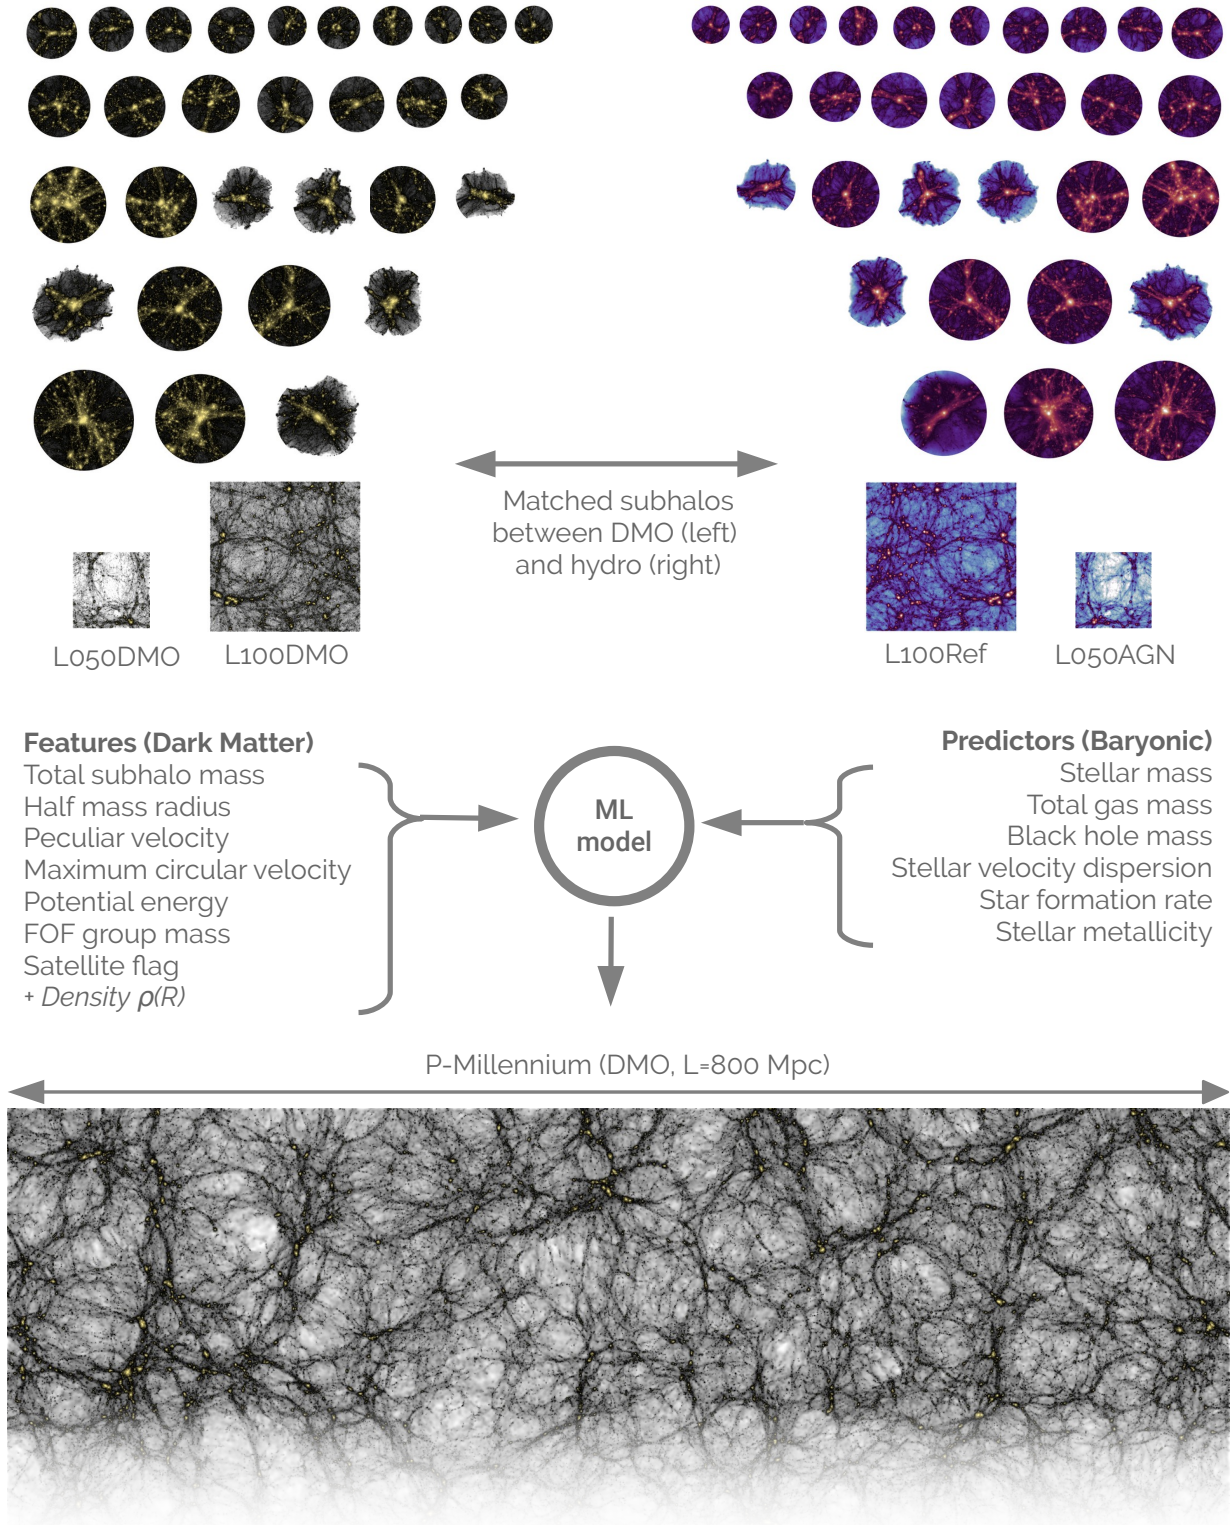 Matched subhalos
between DMO (left)
and hydro (right)
L050DMO
L100DMO
L100Ref
L050AGN
Features (Dark Matter)
Total subhalo mass
Half mass radius
Peculiar velocity
Maximum circular velocity
Potential energy
FOF group mass
Satellite flag
+ Density ρ(R)
ML
model
Predictors (Baryonic)
Stellar mass
Total gas mass
Black hole mass
Stellar velocity dispersion
Star formation rate
Stellar metallicity
P-Millennium (DMO, L=800 Mpc)